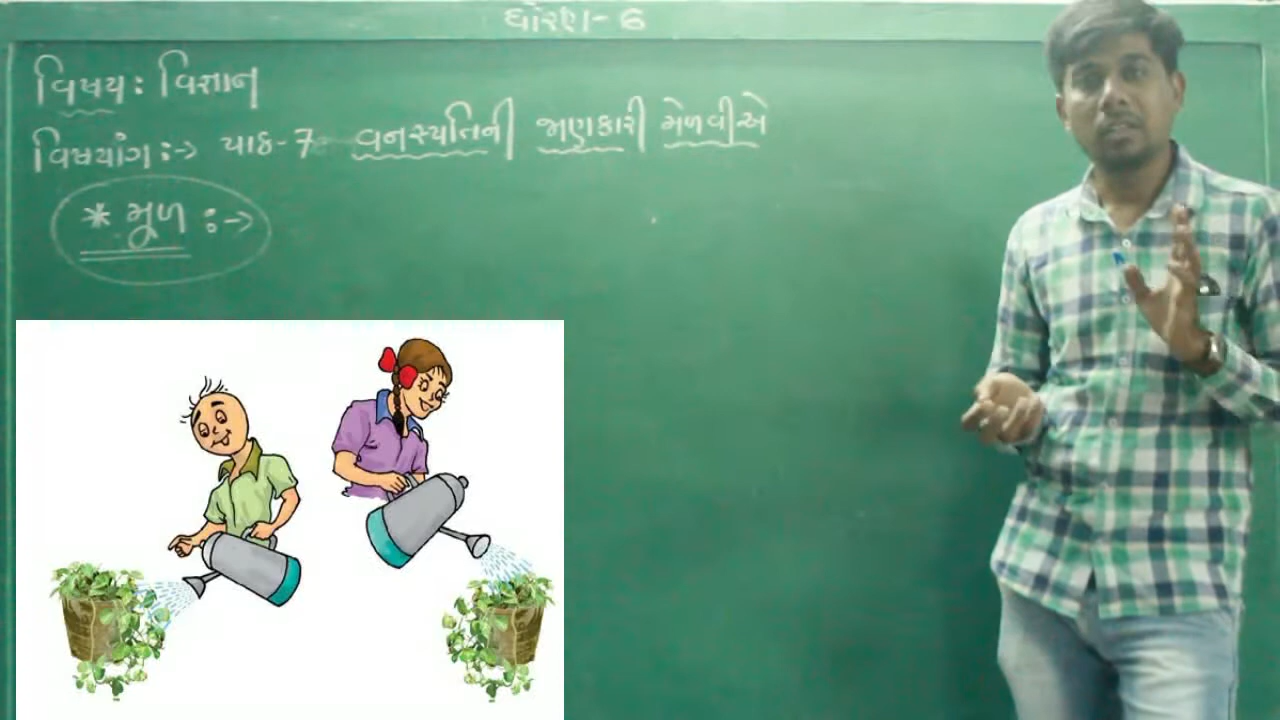 ધોરણ- 6
વિષય: વિજ્ઞાન
વિષયાંગ :→ પાઠ-7 વનસ્પતિની જાણકારી મેળવીએ
* મૂળ :→